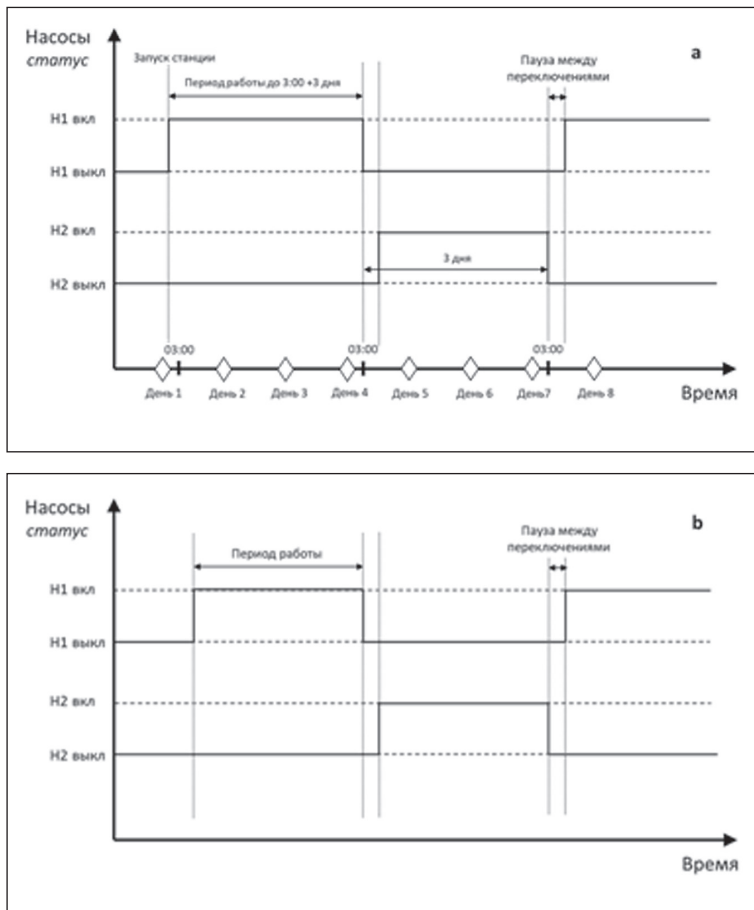 Насосы
статус
a
Запуск станции
Период работы до 3:00 +3 дня
Пауза между
переключениями
Н1 вкл
Н1 выкл
Н2 вкл
3 дня
Н2 выкл
03:00
03:00
03:00
День 1
День 2
День 3
День 4
День 5
День 6
День7
День 8
Время
Насосы
статус
b
Период работы
Пауза между
переключениями
Н1 вкл
Н1 выкл
Н2 вкл
Н2 выкл
Время